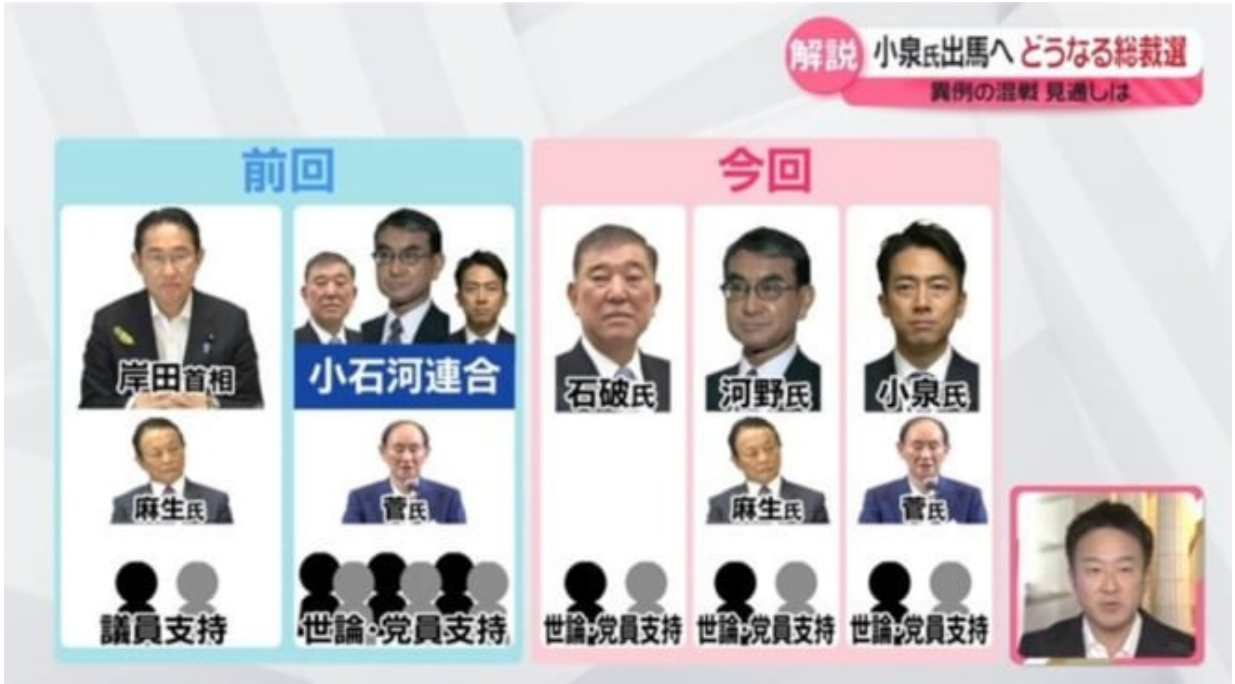 解説
小泉氏出馬へ どうなる総裁選
異例の混戦 見通しは
前回
今回
岸田首相
小石河連合
石破氏
河野氏
小泉氏
麻生氏
菅氏
麻生氏
菅氏
議員支持
世論・党員支持
世論・党員支持
世論・党員支持
世論・党員支持